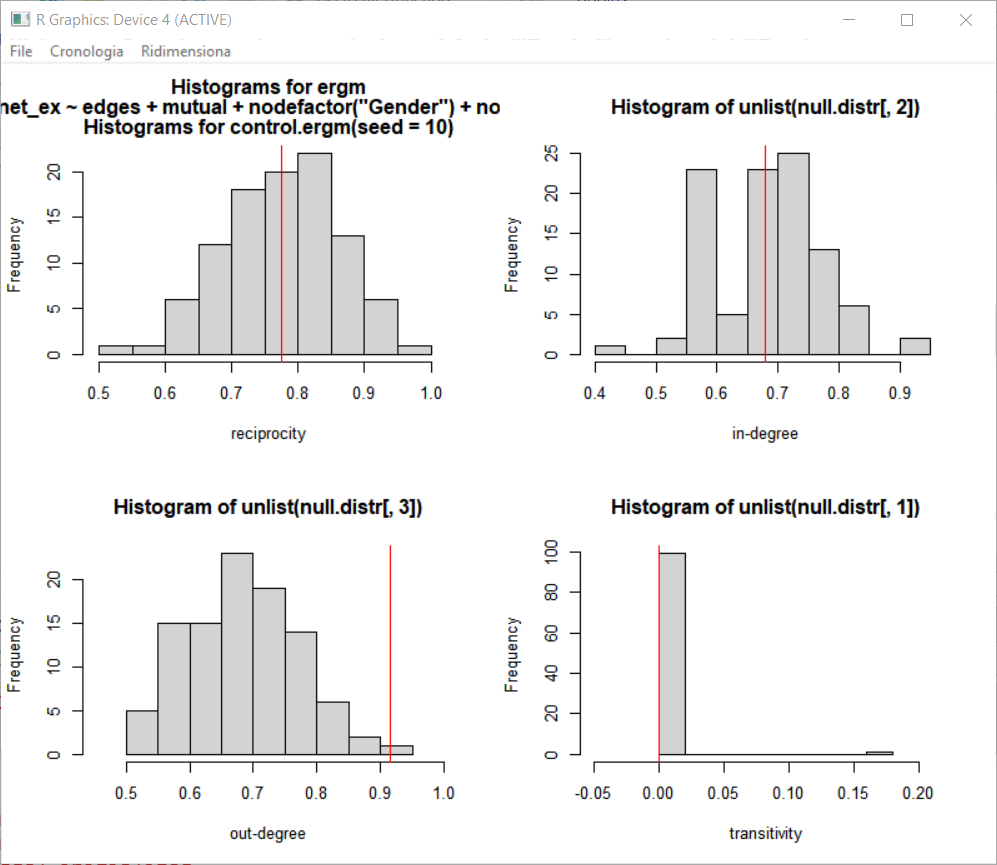 R Graphics: Device 4 (ACTIVE)
File Cronologia Ridimensiona
Histograms for ergm
net_ex ~ edges + mutual + nodefactor("Gender") + no
Histograms for control.ergm(seed = 10)
Frequency
0 5 10 15 20
0.5 0.6 0.7 0.8 0.9 1.0
reciprocity
Histogram of unlist(null.distr[, 2])
Frequency
0 5 10 15 20 25
0.4 0.5 0.6 0.7 0.8 0.9
in-degree
Histogram of unlist(null.distr[, 3])
Frequency
0 5 10 15 20
0.5 0.6 0.7 0.8 0.9 1.0
out-degree
Histogram of unlist(null.distr[, 1])
Frequency
0 20 40 60 80 100
-0.05 0.00 0.05 0.10 0.15 0.20
transitivity